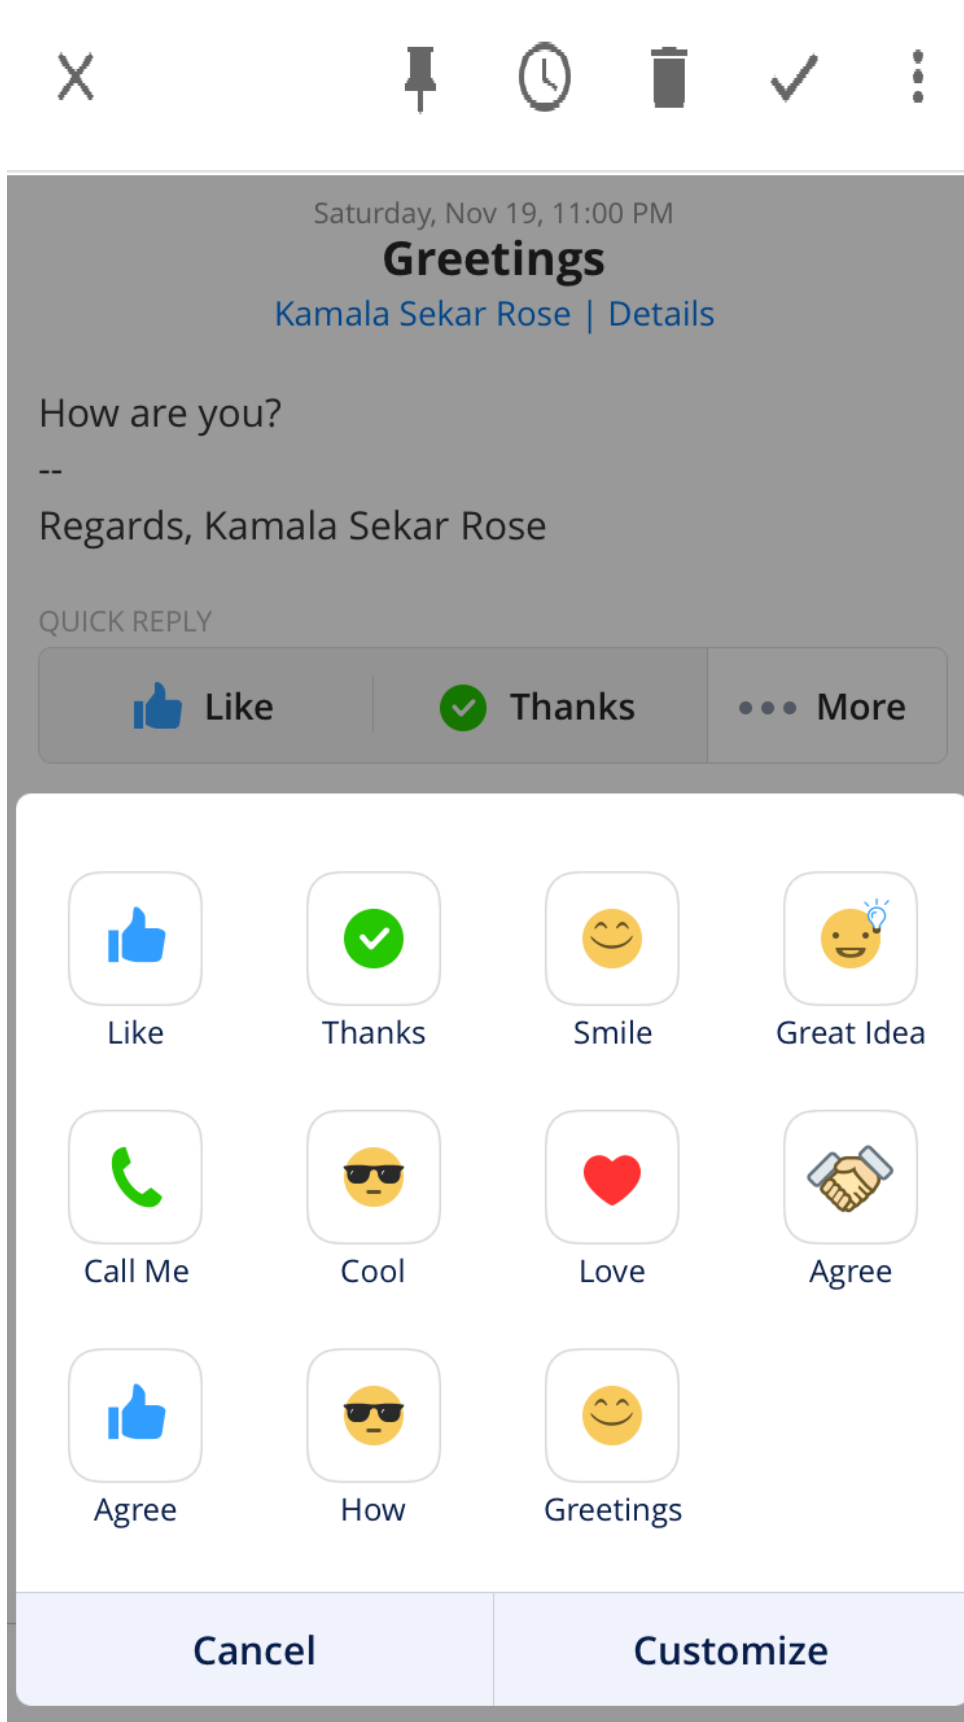 Saturday, Nov 19, 11:00 PM
Greetings
Kamala Sekar Rose | Details
How are you?
--
Regards, Kamala Sekar Rose
QUICK REPLY
Like Thanks More
Like Thanks Smile Great Idea
Call Me Cool Love Agree
Agree How Greetings
Cancel Customize